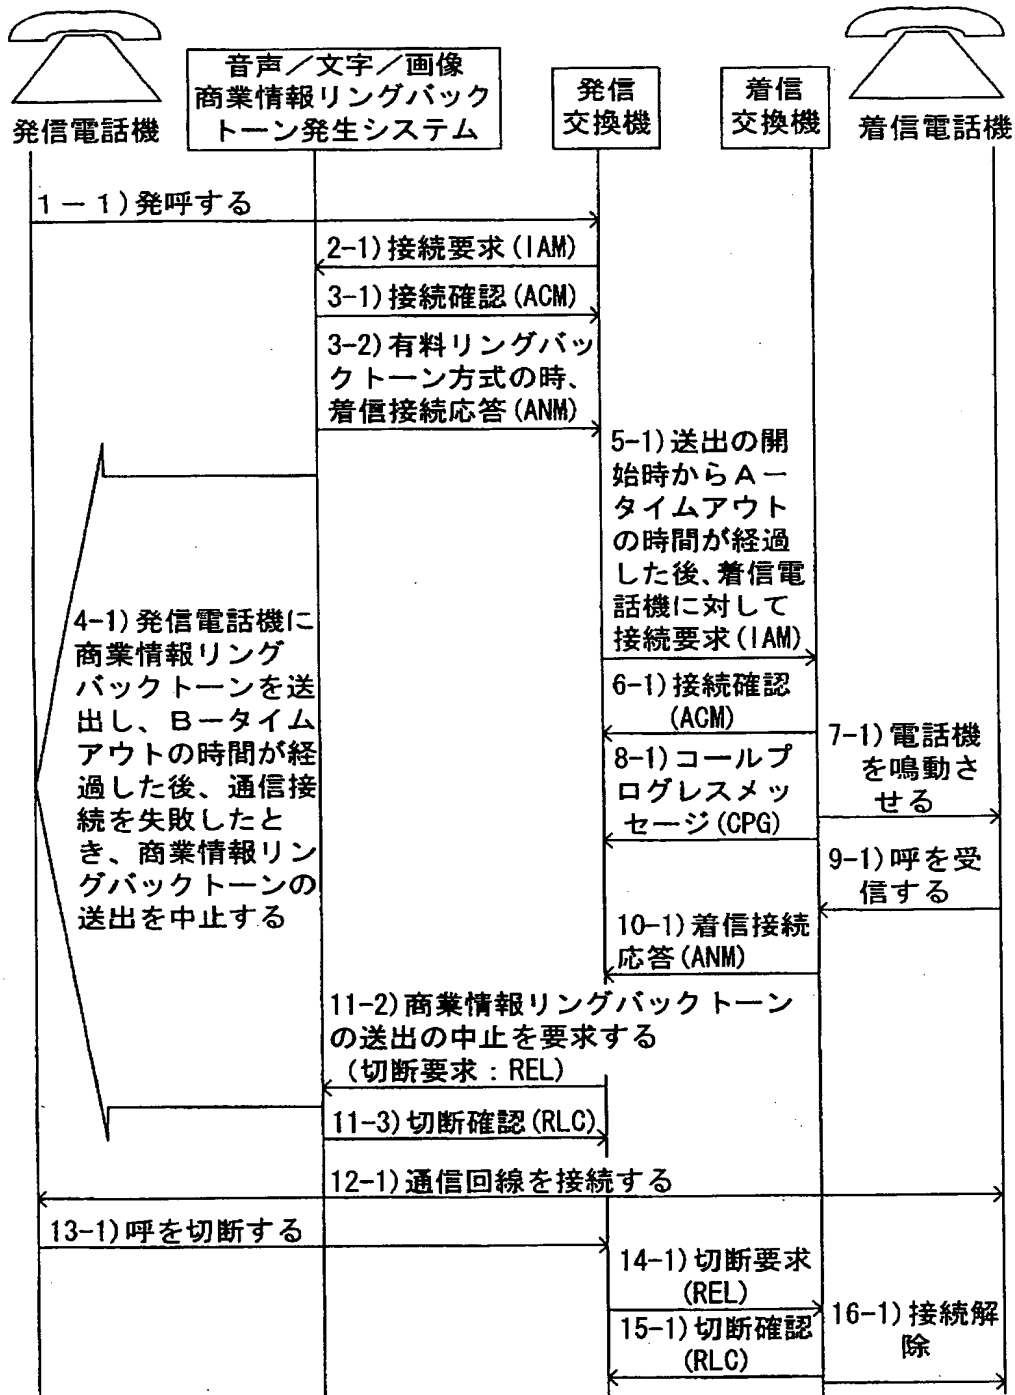 発信電話機
音声／文字／画像
商業情報リングバック
トーン発生システム
発信
交換機
着信
交換機
着信電話機
1－1)発呼する
2-1)接続要求(IAM)
3-1)接続確認(ACM)
3-2)有料リングバッ
クトーン方式の時、
着信接続応答(ANM)
4-1)発信電話機に
商業情報リング
バックトーンを送
出し、B－タイム
アウトの時間が経
過した後、通信接
続を失敗したと
き、商業情報リン
グバックトーンの
送出を中止する
5-1)送出の開
始時からA－
タイムアウト
の時間が経過
した後、着信電
話機に対して
接続要求(IAM)
6-1)接続確認
(ACM)
7-1)電話機
を鳴動さ
せる
8-1)コールプ
ログレスメッ
セージ(CPG)
9-1)呼を受
信する
10-1)着信接続
応答(ANM)
11-2)商業情報リングバックトーン
の送出の中止を要求する
(切断要求：REL)
11-3)切断確認(RLC)
12-1)通信回線を接続する
13-1)呼を切断する
14-1)切断要求
(REL)
15-1)切断確認
(RLC)
16-1)接続解
除